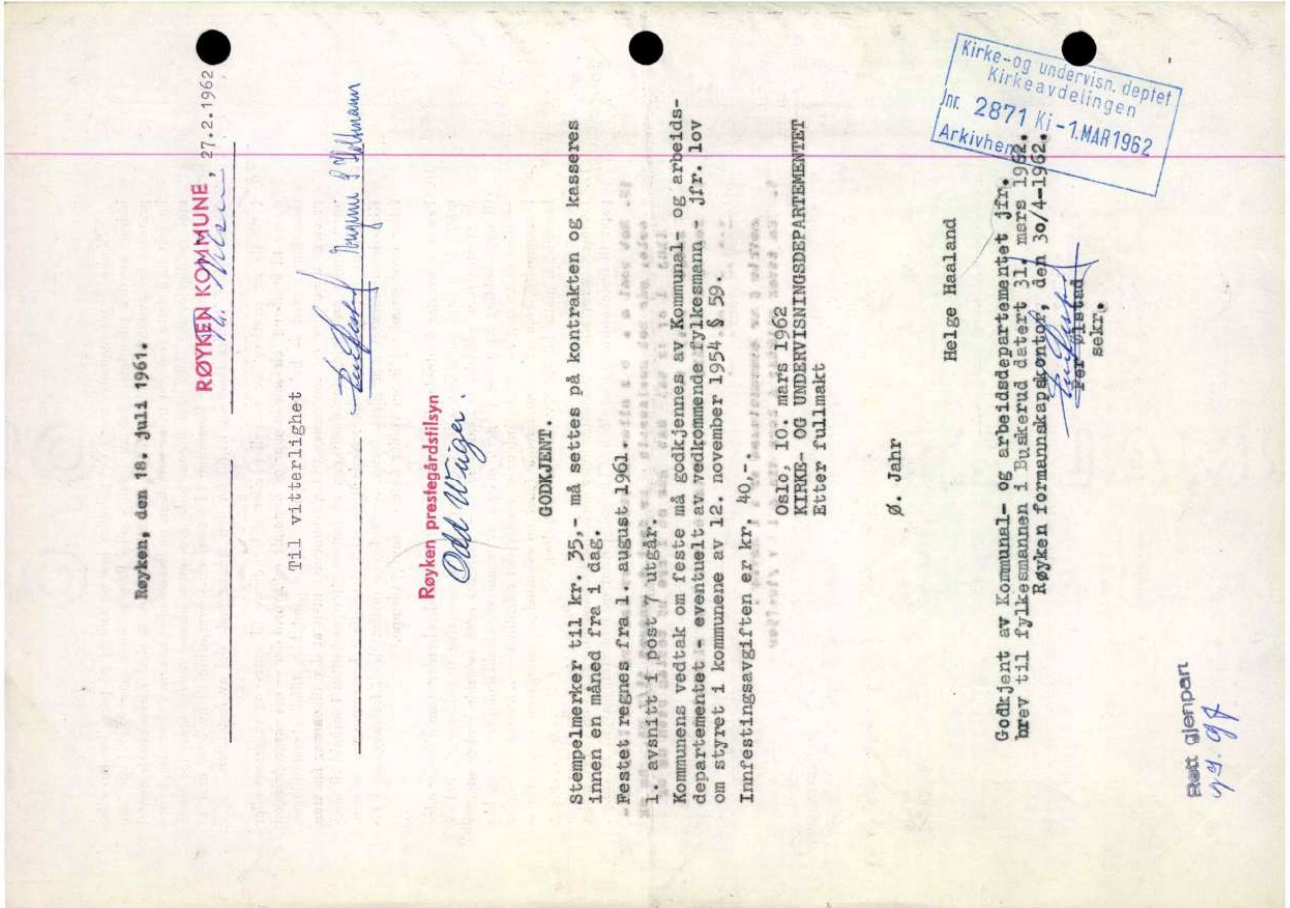 Røyken, den 18. juli 1961.
RØYKEN KOMMUNE, 27.2.1962
Til vitterlighet
Røyken prestegårdstilsyn
Odd Winger.
GODKJENT.
Stempelmerker til kr. 35,- må settes på kontrakten og kasseres
innen en måned fra i dag.
Festet regnes fra 1. august 1961.
1. avsnitt i post 7 utgår.
Kommunens vedtak om feste må godkjennes av Kommunal- og arbeids-
departementet - eventuelt av vedkommende fylkesmann - jfr. lov
om styret i kommunene av 12. november 1954 § 59.
Innfestingsavgiften er kr. 40,-.
Oslo, 10. mars 1962
KIRKE- OG UNDERVISNINGSDEPARTEMENTET
Etter fullmakt
Ø. Jahr
Helge Haaland
Kirke- og undervisn. deptet
Kirkeavdelingen
Jnr. 2871 Ki - 1. MAR 1962
Arkivhen
Godkjent av Kommunal- og arbeidsdepartementet jfr.
brev til fylkesmannen i Buskerud datert 31. mars 1962.
Røyken formannskapskontor, den 30/4-1962.
Per Ølstad
sekr.
Rett gjenpart